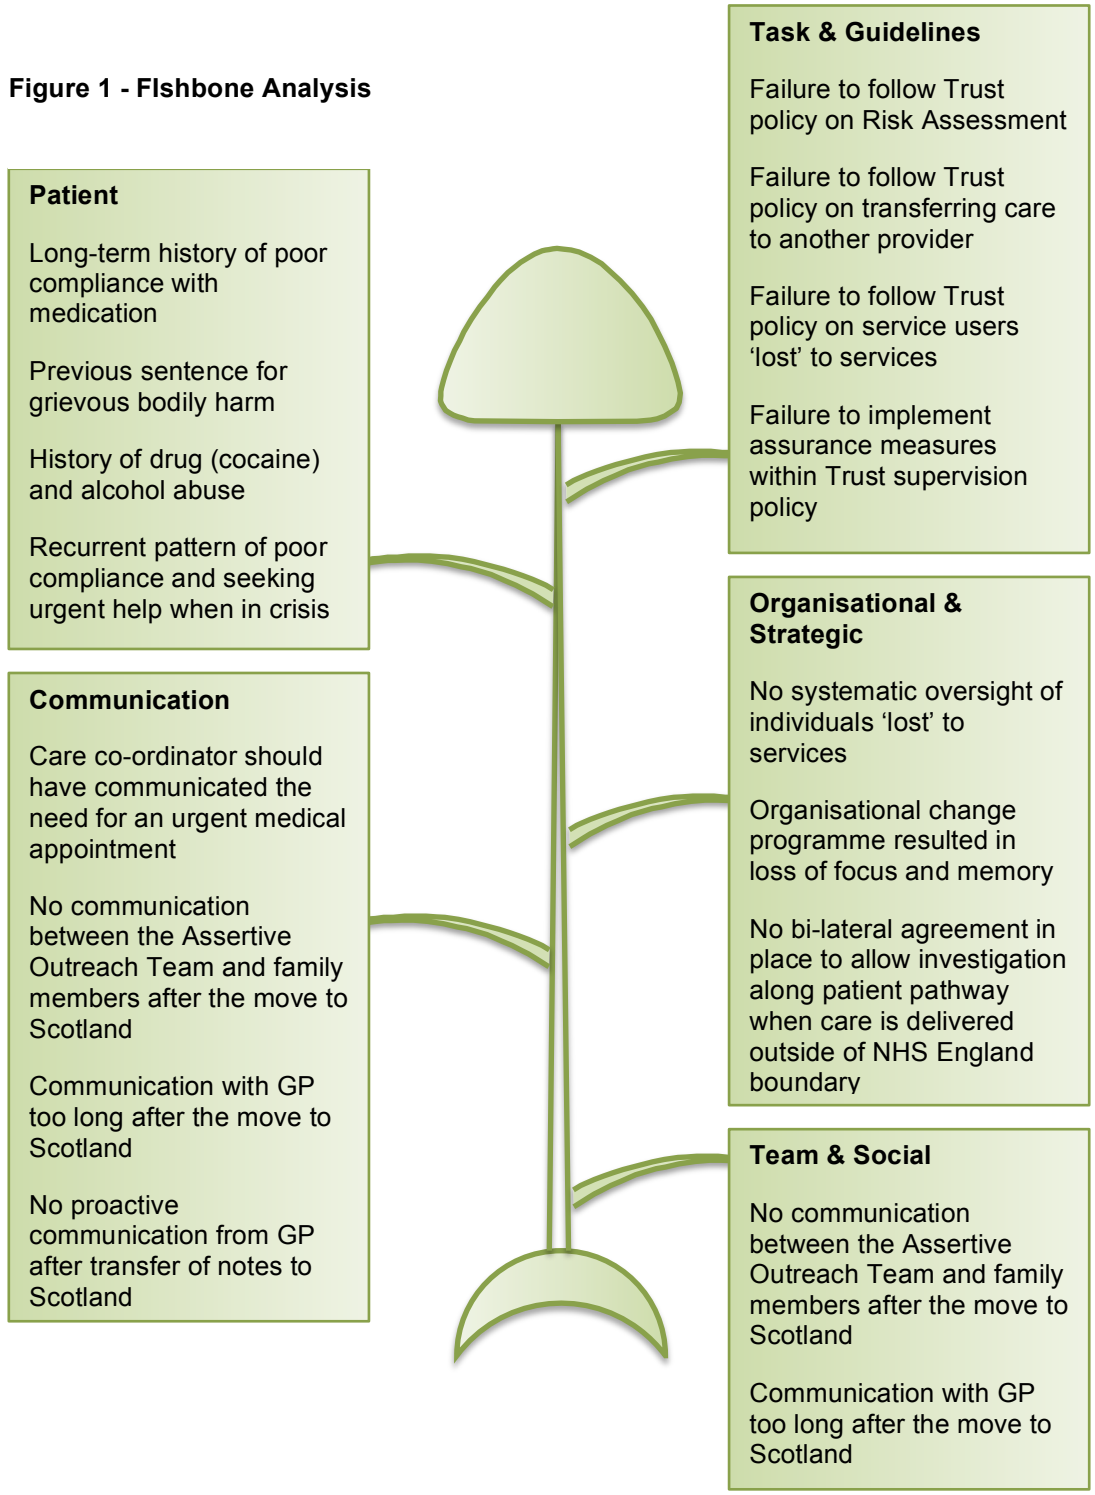 Figure 1 - FIshbone Analysis
Patient
Long-term history of poor
compliance with
medication
Previous sentence for
grievous bodily harm
History of drug (cocaine)
and alcohol abuse
Recurrent pattern of poor
compliance and seeking
urgent help when in crisis
Communication
Care co-ordinator should
have communicated the
need for an urgent medical
appointment
No communication
between the Assertive
Outreach Team and family
members after the move to
Scotland
Communication with GP
too long after the move to
Scotland
No proactive
communication from GP
after transfer of notes to
Scotland
Task & Guidelines
Failure to follow Trust
policy on Risk Assessment
Failure to follow Trust
policy on transferring care
to another provider
Failure to follow Trust
policy on service users
‘lost’ to services
Failure to implement
assurance measures
within Trust supervision
policy
Organisational &
Strategic
No systematic oversight of
individuals ‘lost’ to
services
Organisational change
programme resulted in
loss of focus and memory
No bi-lateral agreement in
place to allow investigation
along patient pathway
when care is delivered
outside of NHS England
boundary
Team & Social
No communication
between the Assertive
Outreach Team and family
members after the move to
Scotland
Communication with GP
too long after the move to
Scotland